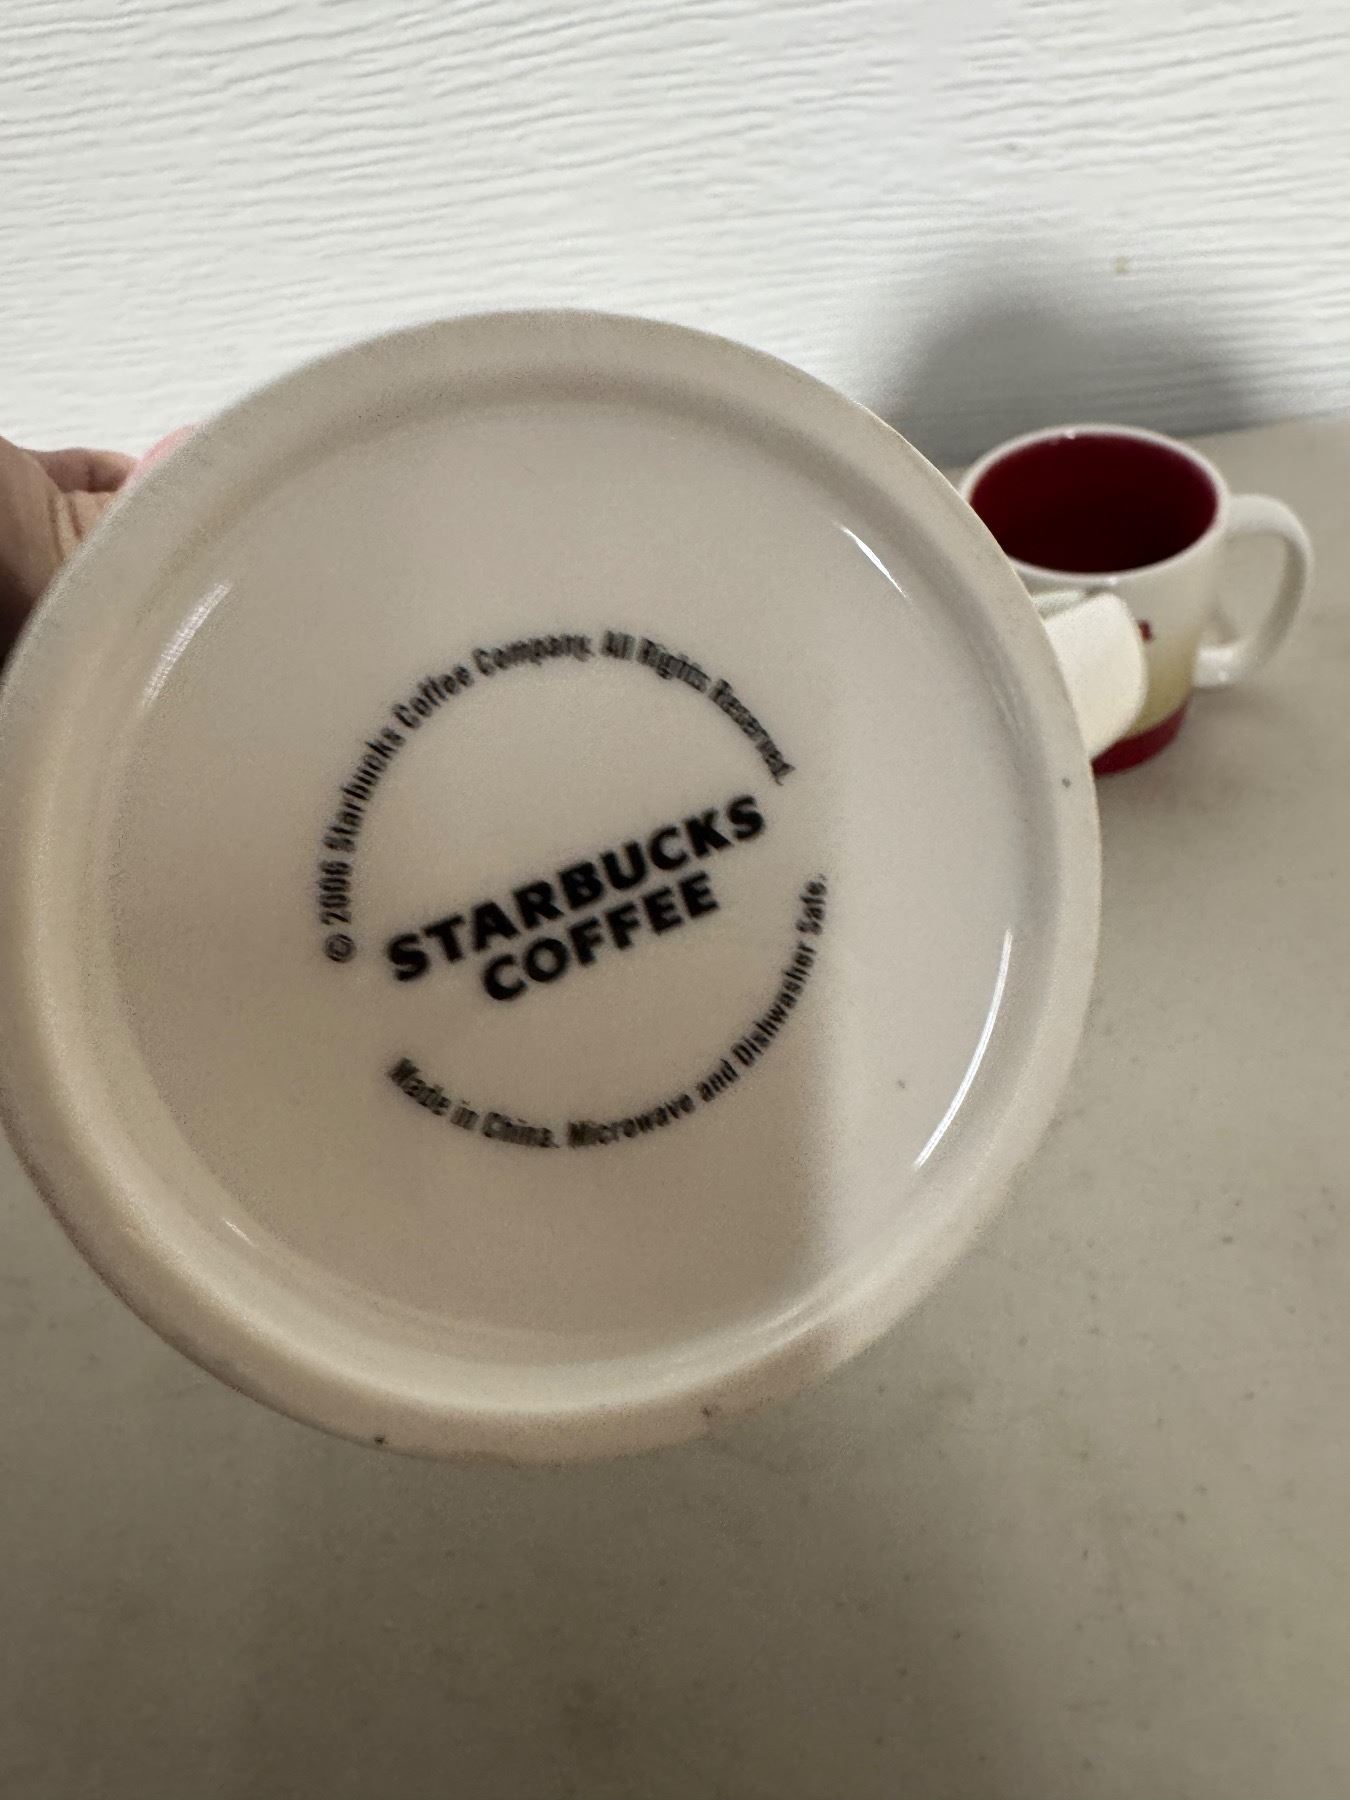 © 2006 Starbucks Coffee Company. All Rights Reserved.
STARBUCKS
COFFEE
Made in China. Microwave and Dishwasher Safe.